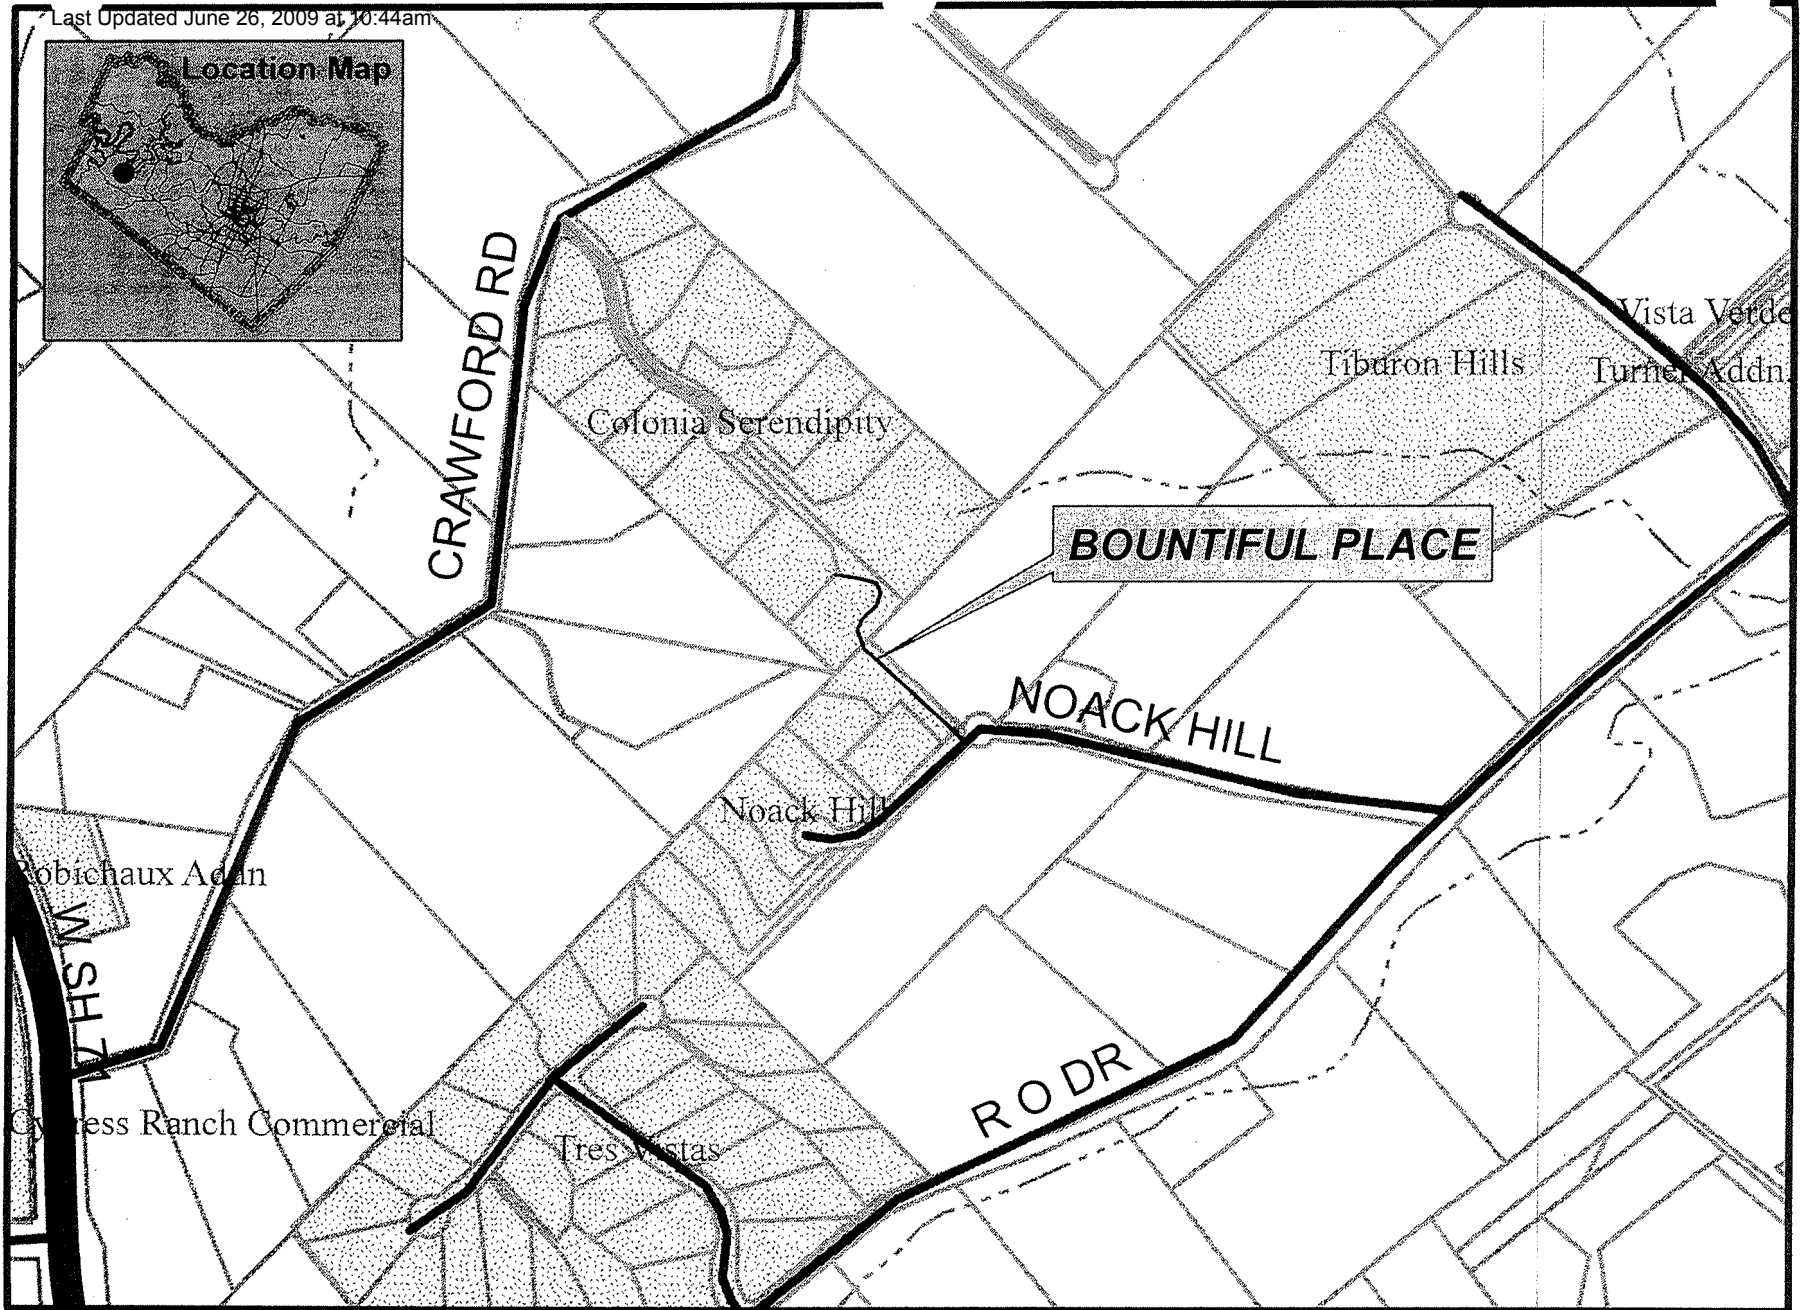 Last Updated June 26, 2009 at 10:44am
Location Map
CRAWFORD RD
Vista Verde
Tiburon Hills
Turner Addn.
Colonia Serendipity
BOUNTIFUL PLACE
NOACK HILL
Noack Hill
Robichaux Addn
W SH 71
R O DR
Cypress Ranch Commercial
Tres Vistas